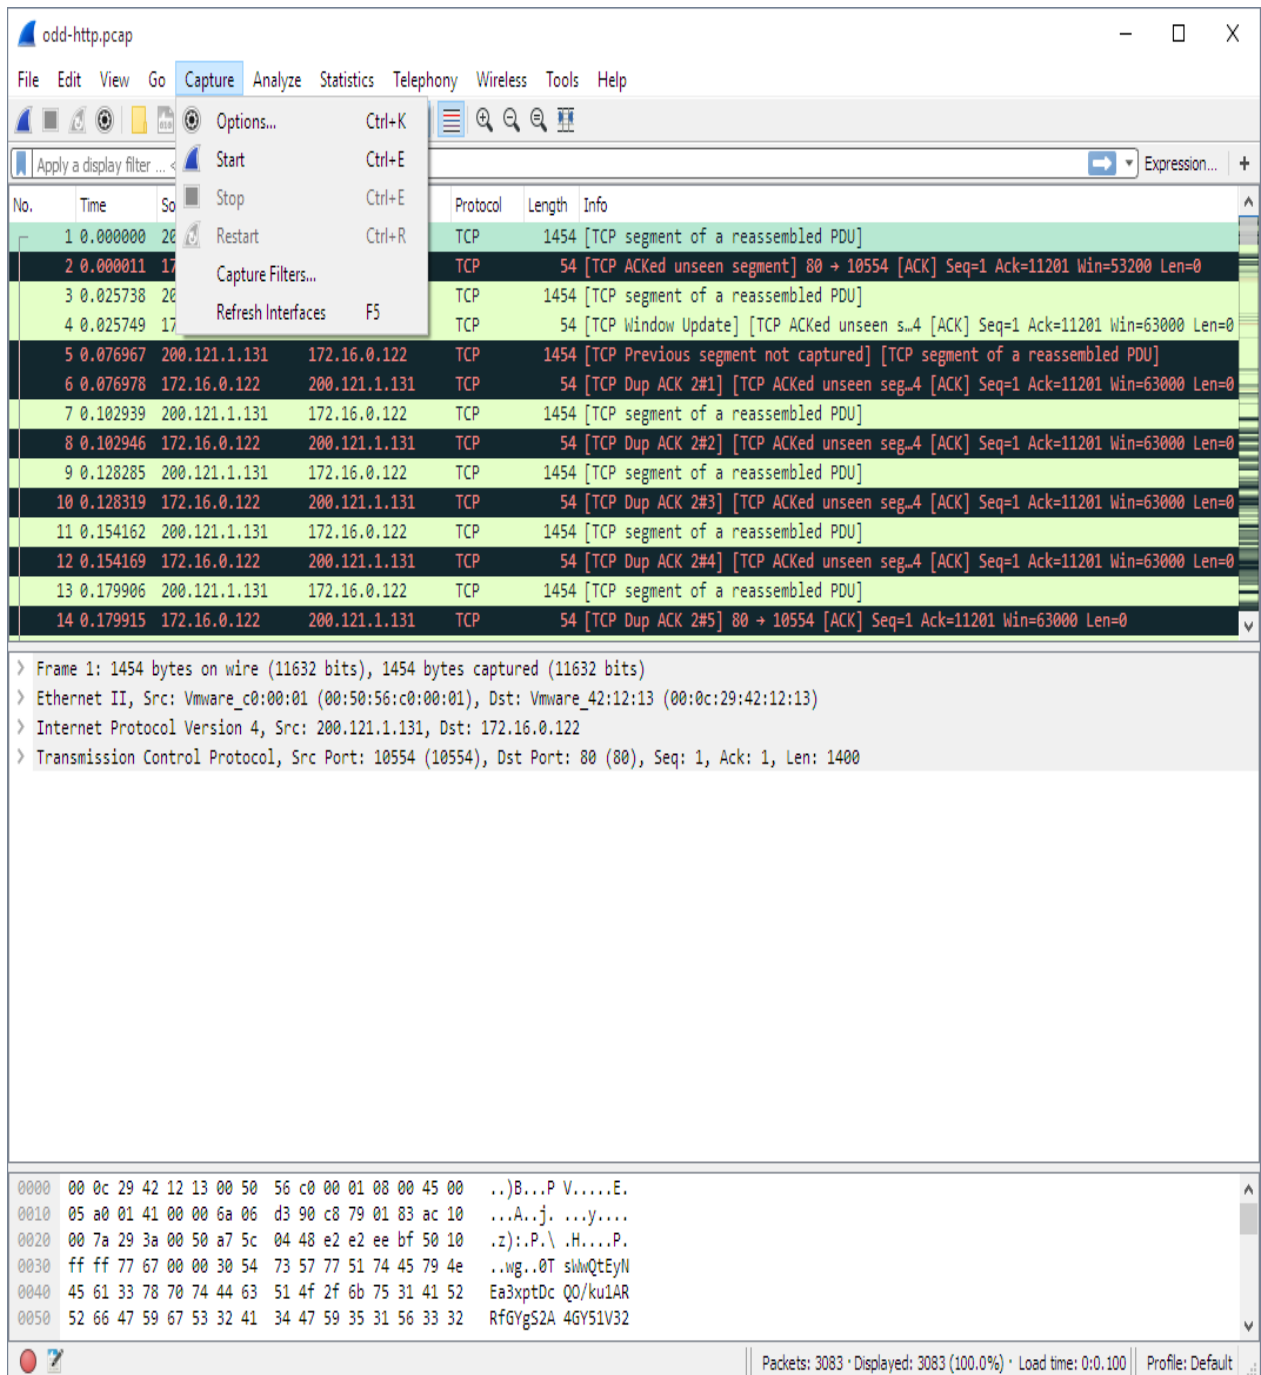 odd-http.pcap
File Edit View Go Capture Analyze Statistics Telephony Wireless Tools Help
Options... Ctrl+K
Apply a display filter ... < Start Ctrl+E Expression... +
Stop Ctrl+E
No. Time So Protocol Length Info
1 0.000000 20 Restart Ctrl+R TCP 1454 [TCP segment of a reassembled PDU]
2 0.000011 17 Capture Filters... TCP 54 [TCP ACKed unseen segment] 80 → 10554 [ACK] Seq=1 Ack=11201 Win=53200 Len=0
3 0.025738 20 Refresh Interfaces F5 TCP 1454 [TCP segment of a reassembled PDU]
4 0.025749 17 TCP 54 [TCP Window Update] [TCP ACKed unseen s…4 [ACK] Seq=1 Ack=11201 Win=63000 Len=0
5 0.076967 200.121.1.131 172.16.0.122 TCP 1454 [TCP Previous segment not captured] [TCP segment of a reassembled PDU]
6 0.076978 172.16.0.122 200.121.1.131 TCP 54 [TCP Dup ACK 2#1] [TCP ACKed unseen seg…4 [ACK] Seq=1 Ack=11201 Win=63000 Len=0
7 0.102939 200.121.1.131 172.16.0.122 TCP 1454 [TCP segment of a reassembled PDU]
8 0.102946 172.16.0.122 200.121.1.131 TCP 54 [TCP Dup ACK 2#2] [TCP ACKed unseen seg…4 [ACK] Seq=1 Ack=11201 Win=63000 Len=0
9 0.128285 200.121.1.131 172.16.0.122 TCP 1454 [TCP segment of a reassembled PDU]
10 0.128319 172.16.0.122 200.121.1.131 TCP 54 [TCP Dup ACK 2#3] [TCP ACKed unseen seg…4 [ACK] Seq=1 Ack=11201 Win=63000 Len=0
11 0.154162 200.121.1.131 172.16.0.122 TCP 1454 [TCP segment of a reassembled PDU]
12 0.154169 172.16.0.122 200.121.1.131 TCP 54 [TCP Dup ACK 2#4] [TCP ACKed unseen seg…4 [ACK] Seq=1 Ack=11201 Win=63000 Len=0
13 0.179906 200.121.1.131 172.16.0.122 TCP 1454 [TCP segment of a reassembled PDU]
14 0.179915 172.16.0.122 200.121.1.131 TCP 54 [TCP Dup ACK 2#5] 80 → 10554 [ACK] Seq=1 Ack=11201 Win=63000 Len=0
Frame 1: 1454 bytes on wire (11632 bits), 1454 bytes captured (11632 bits)
Ethernet II, Src: Vmware_c0:00:01 (00:50:56:c0:00:01), Dst: Vmware_42:12:13 (00:0c:29:42:12:13)
Internet Protocol Version 4, Src: 200.121.1.131, Dst: 172.16.0.122
Transmission Control Protocol, Src Port: 10554 (10554), Dst Port: 80 (80), Seq: 1, Ack: 1, Len: 1400
0000 00 0c 29 42 12 13 00 50 56 c0 00 01 08 00 45 00 ..)B...P V.....E.
0010 05 a0 01 41 00 00 6a 06 d3 90 c8 79 01 83 ac 10 ...A..j. ...y....
0020 00 7a 29 3a 00 50 a7 5c 04 48 e2 e2 ee bf 50 10 .z):.P.\ .H....P.
0030 ff ff 77 67 00 00 30 54 73 57 77 51 74 45 79 4e ..wg..0T sWwQtEyN
0040 45 61 33 78 70 74 44 63 51 4f 2f 6b 75 31 41 52 Ea3xptDc QO/ku1AR
0050 52 66 47 59 67 53 32 41 34 47 59 35 31 56 33 32 RfGYgS2A 4GY51V32
Packets: 3083 · Displayed: 3083 (100.0%) · Load time: 0:0.100 Profile: Default